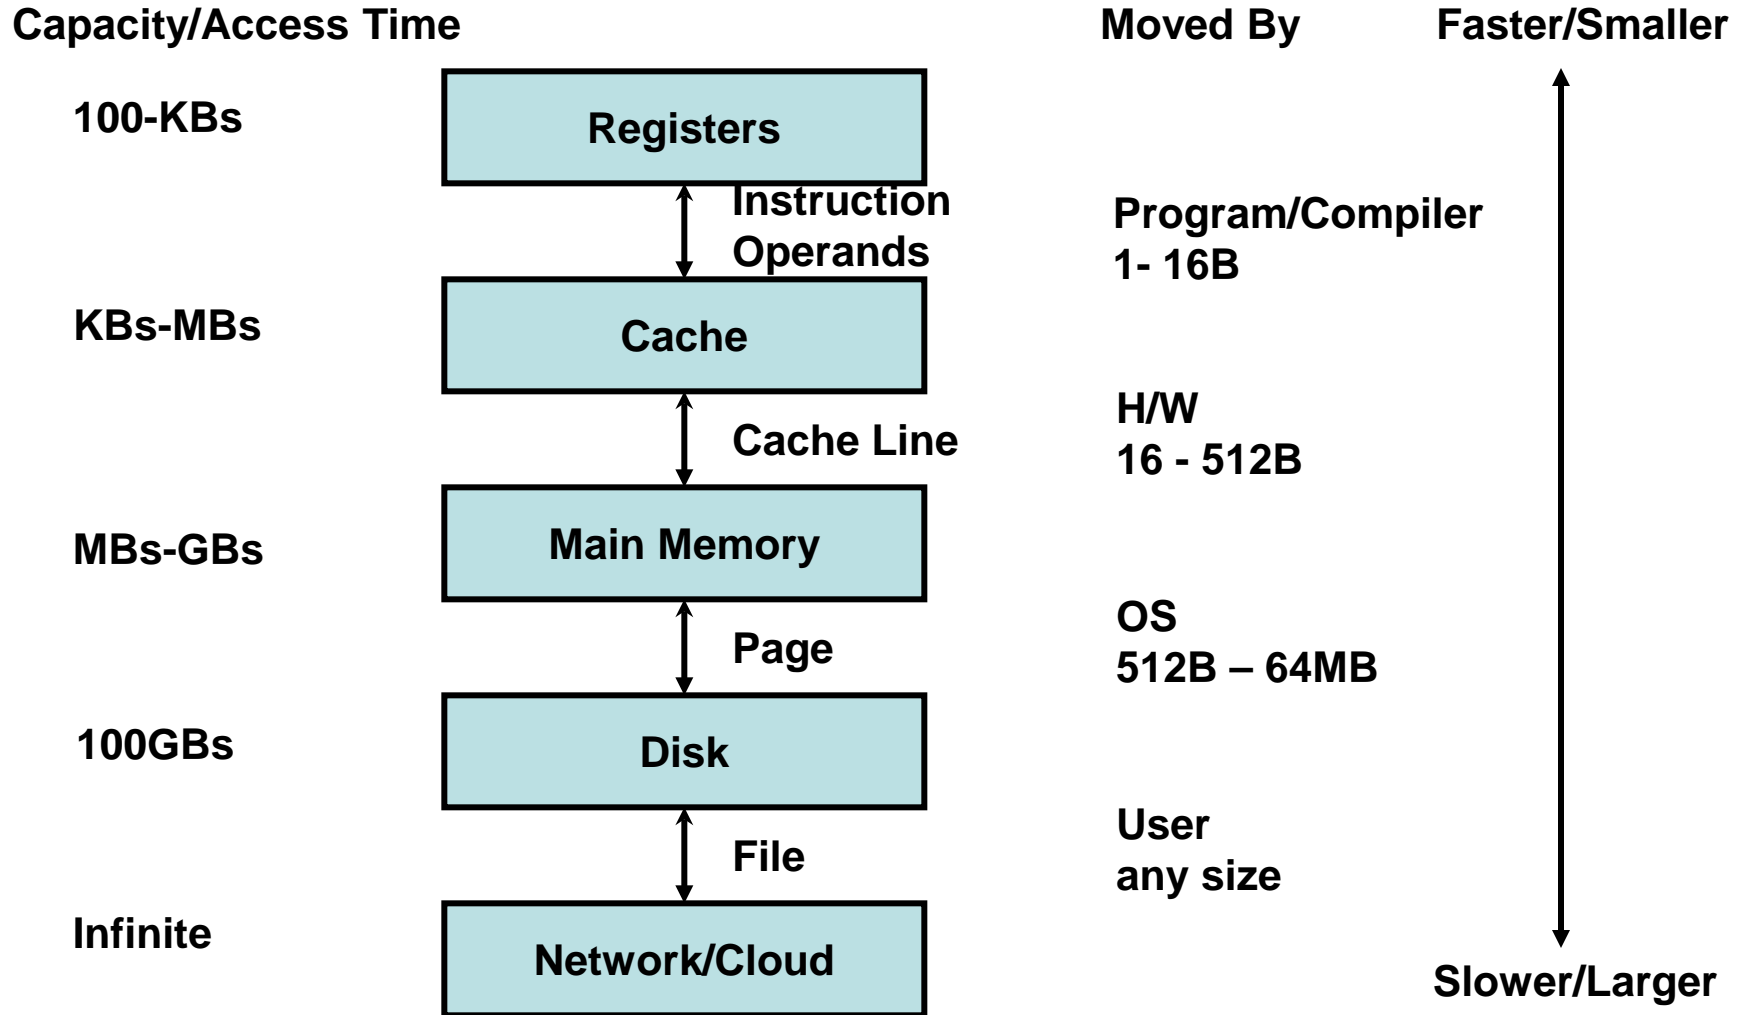 Capacity/Access Time
Moved By
Faster/Smaller
100-KBs
Registers
Instruction
Operands
Program/Compiler
1- 16B
KBs-MBs
Cache
Cache Line
H/W
16 - 512B
MBs-GBs
Main Memory
Page
OS
512B – 64MB
100GBs
Disk
File
User
any size
Infinite
Network/Cloud
Slower/Larger